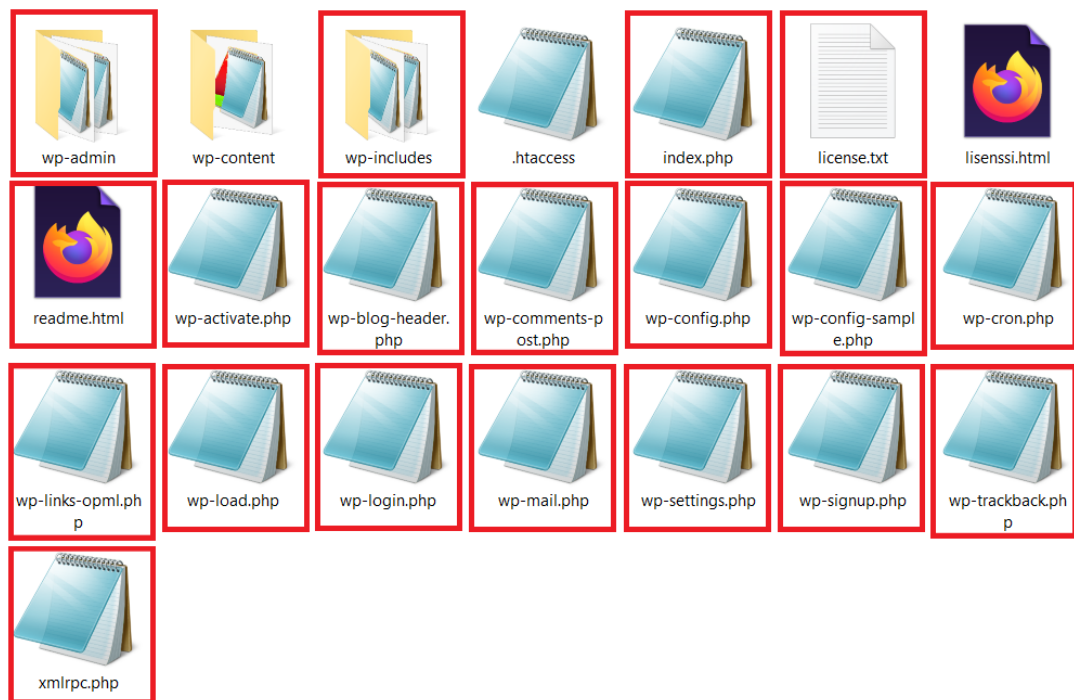 wp-admin
wp-content
wp-includes
.htaccess
index.php
license.txt
lisenssi.html
readme.html
wp-activate.php
wp-blog-header.
php
wp-comments-p
ost.php
wp-config.php
wp-config-sampl
e.php
wp-cron.php
wp-links-opml.ph
p
wp-load.php
wp-login.php
wp-mail.php
wp-settings.php
wp-signup.php
wp-trackback.ph
p
xmlrpc.php